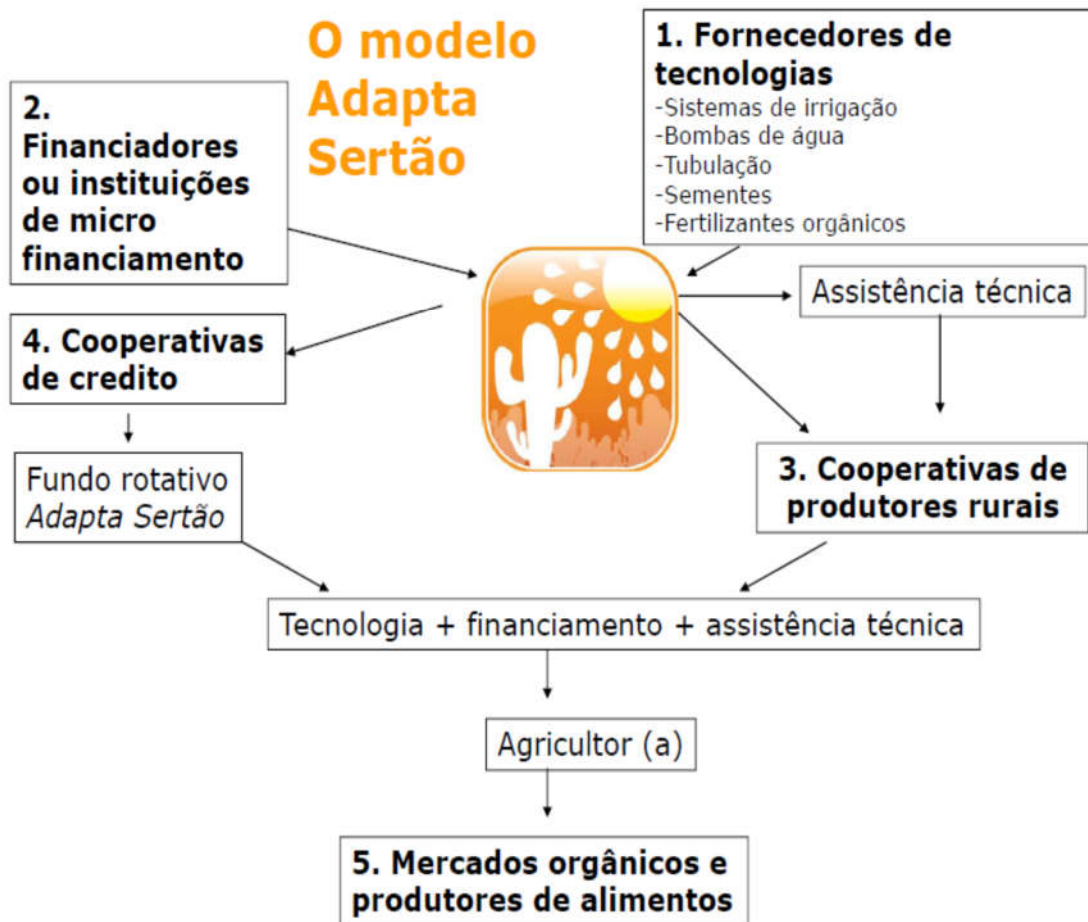 O modelo
Adapta
Sertão
1. Fornecedores de
tecnologias
-Sistemas de irrigação
-Bombas de água
-Tubulação
-Sementes
-Fertilizantes orgânicos
2.
Financiadores
ou instituições
de micro
financiamento
Assistência técnica
4. Cooperativas
de credito
3. Cooperativas de
produtores rurais
Fundo rotativo
Adapta Sertão
Tecnologia + financiamento + assistência técnica
Agricultor (a)
5. Mercados orgânicos e
produtores de alimentos